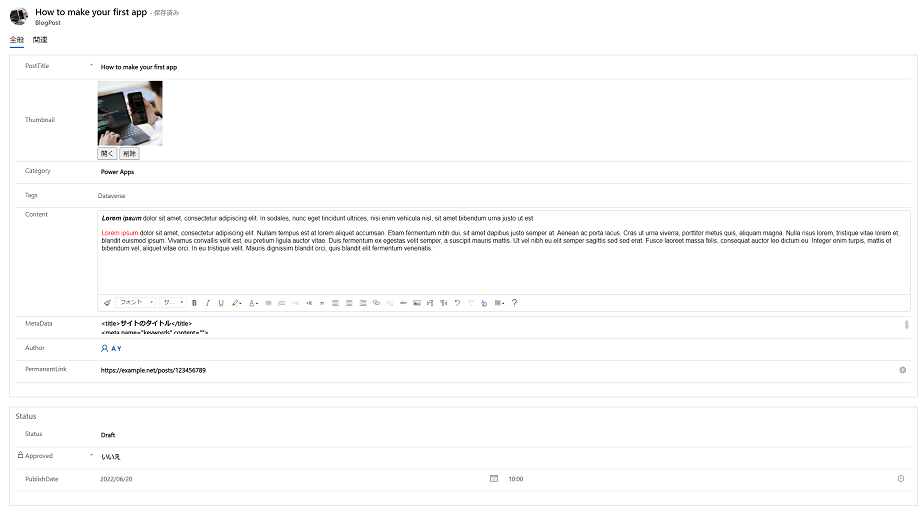 How to make your first app - 保存済み
BlogPost
全般 関連
PostTitle * How to make your first app
Thumbnail
開く 削除
Category Power Apps
Tags Dataverse
Content
Lorem ipsum dolor sit amet, consectetur adipiscing elit. In sodales, nunc eget tincidunt ultrices, nisi enim vehicula nisl, sit amet bibendum urna justo ut est.
Lorem ipsum dolor sit amet, consectetur adipiscing elit. Nullam tempus est at lorem aliquet accumsan. Etiam fermentum nibh dui, sit amet dapibus justo semper at. Aenean ac porta lacus. Cras ut urna viverra, porttitor metus quis, aliquam magna. Nulla risus lorem, tristique vitae lorem et,
blandit euismod ipsum. Vivamus convallis velit est, eu pretium ligula auctor vitae. Duis fermentum ex egestas velit semper, a suscipit mauris mattis. Ut vel nibh eu elit semper sagittis sed sed erat. Fusce laoreet massa felis, consequat auctor leo dictum eu. Integer enim turpis, mattis et
bibendum vel, aliquet vitae orci. In eu tristique velit. Mauris dignissim blandit orci, quis blandit elit fermentum venenatis.
フォント サ... B I U A
MetaData <title>サイトのタイトル</title>
<meta name="keywords" content="">
Author A Y
PermanentLink https://example.net/posts/123456789
Status
Status Draft
Approved * いいえ
PublishDate 2022/06/20 10:00